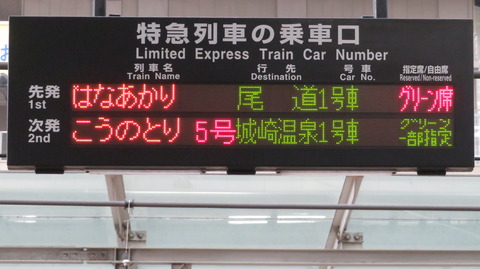 特急列車の乗車口
Limited Express Train Car Number
列車名 行先 号車 指定席/自由席
Train Name Destination Car No. Reserved/Non-reserved
先発 はなあかり 尾道 1号車 グリーン席
1st
次発 こうのとり 5号 城崎温泉 1号車 グリーン
2nd 一部指定